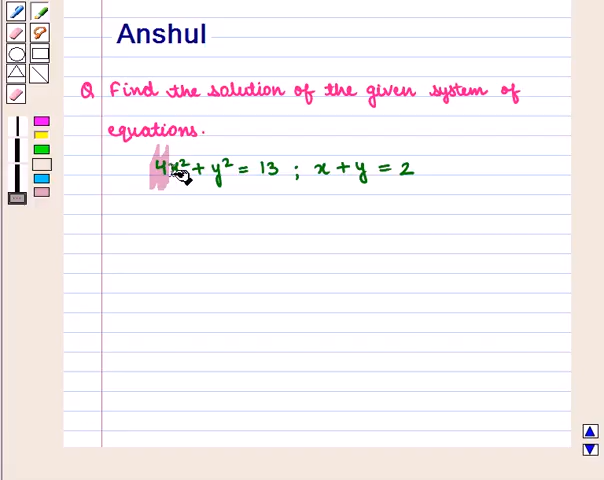 Anshul
Q Find the solution of the given system of
equations.
4x² + y² = 13 ; x + y = 2